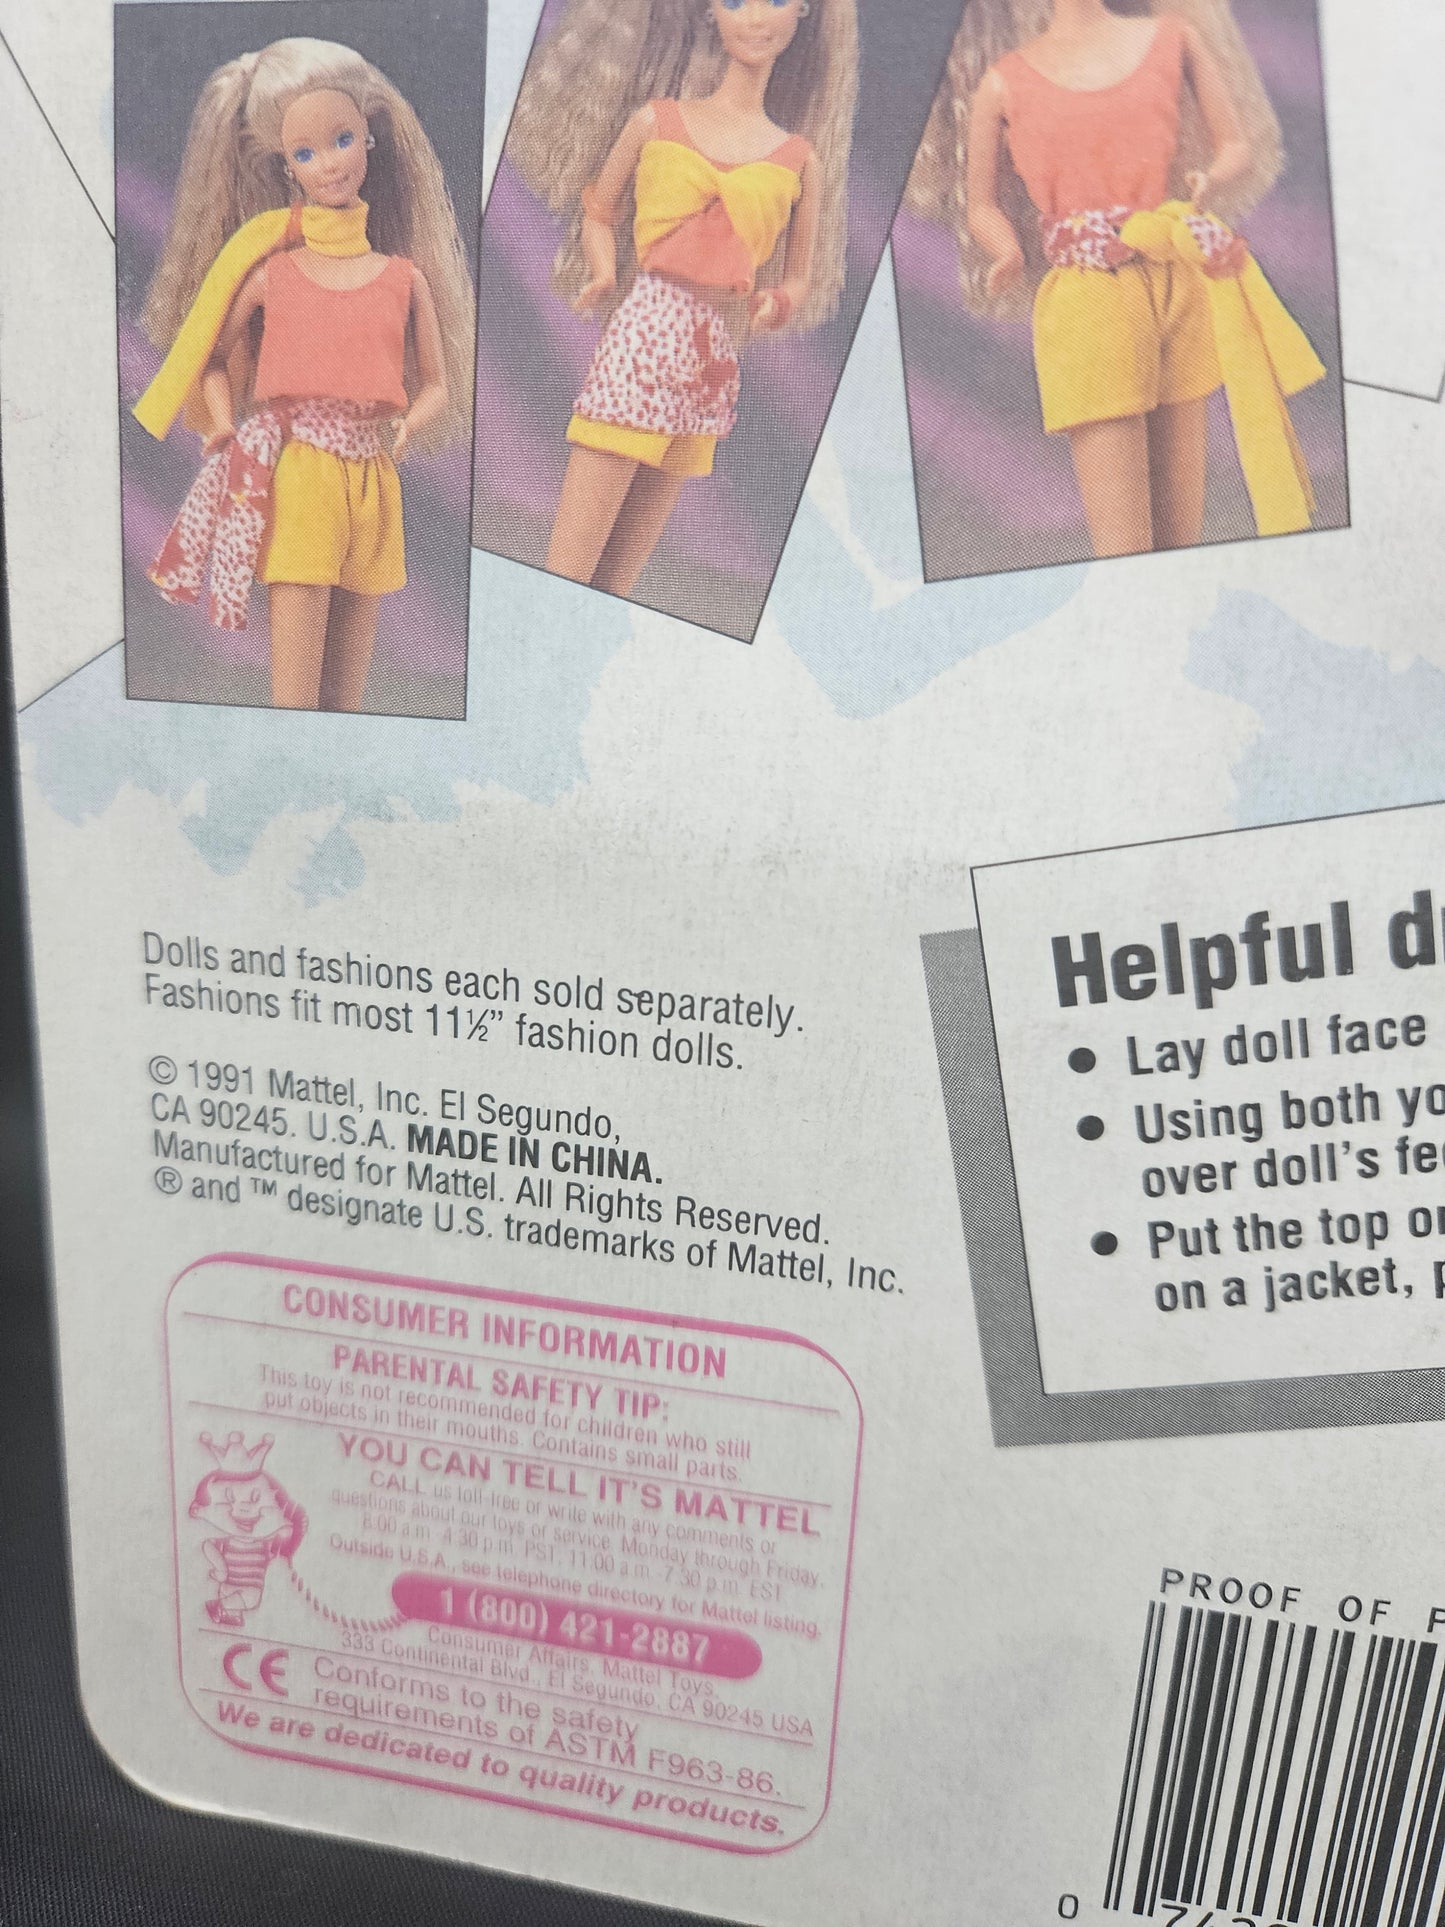 Dolls and fashions each sold separately.
Fashions fit most 11½” fashion dolls.
© 1991 Mattel, Inc. El Segundo,
CA 90245. U.S.A. MADE IN CHINA.
Manufactured for Mattel. All Rights Reserved.
® and ™ designate U.S. trademarks of Mattel, Inc.
CONSUMER INFORMATION
PARENTAL SAFETY TIP:
This toy is not recommended for children who still
put objects in their mouths. Contains small parts.
YOU CAN TELL IT'S MATTEL
CALL us toll-free or write with any comments or
questions about our toys or service. Monday through Friday,
8:00 a.m.-4:30 p.m. PST, 11:00 a.m.-7:30 p.m. EST
Outside U.S.A., see telephone directory for Mattel listing.
1 (800) 421-2887
Consumer Affairs, Mattel Toys,
333 Continental Blvd., El Segundo, CA 90245 USA
CE Conforms to the safety
requirements of ASTM F963-86.
We are dedicated to quality products.
Helpful
• Lay doll face
• Using both
over doll's
• Put the top
on a jacket,
PROOF OF
0